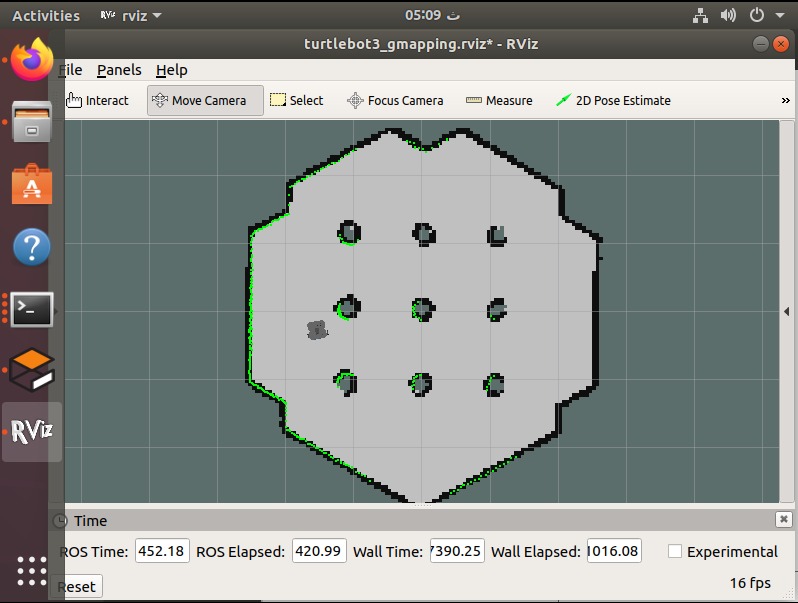 Activities RViz rviz 05:09 ث
turtlebot3_gmapping.rviz* - RViz
File Panels Help
Interact Move Camera Select Focus Camera Measure 2D Pose Estimate »
RViz
Time
ROS Time: 452.18 ROS Elapsed: 420.99 Wall Time: 7390.25 Wall Elapsed: 1016.08 Experimental
Reset 16 fps